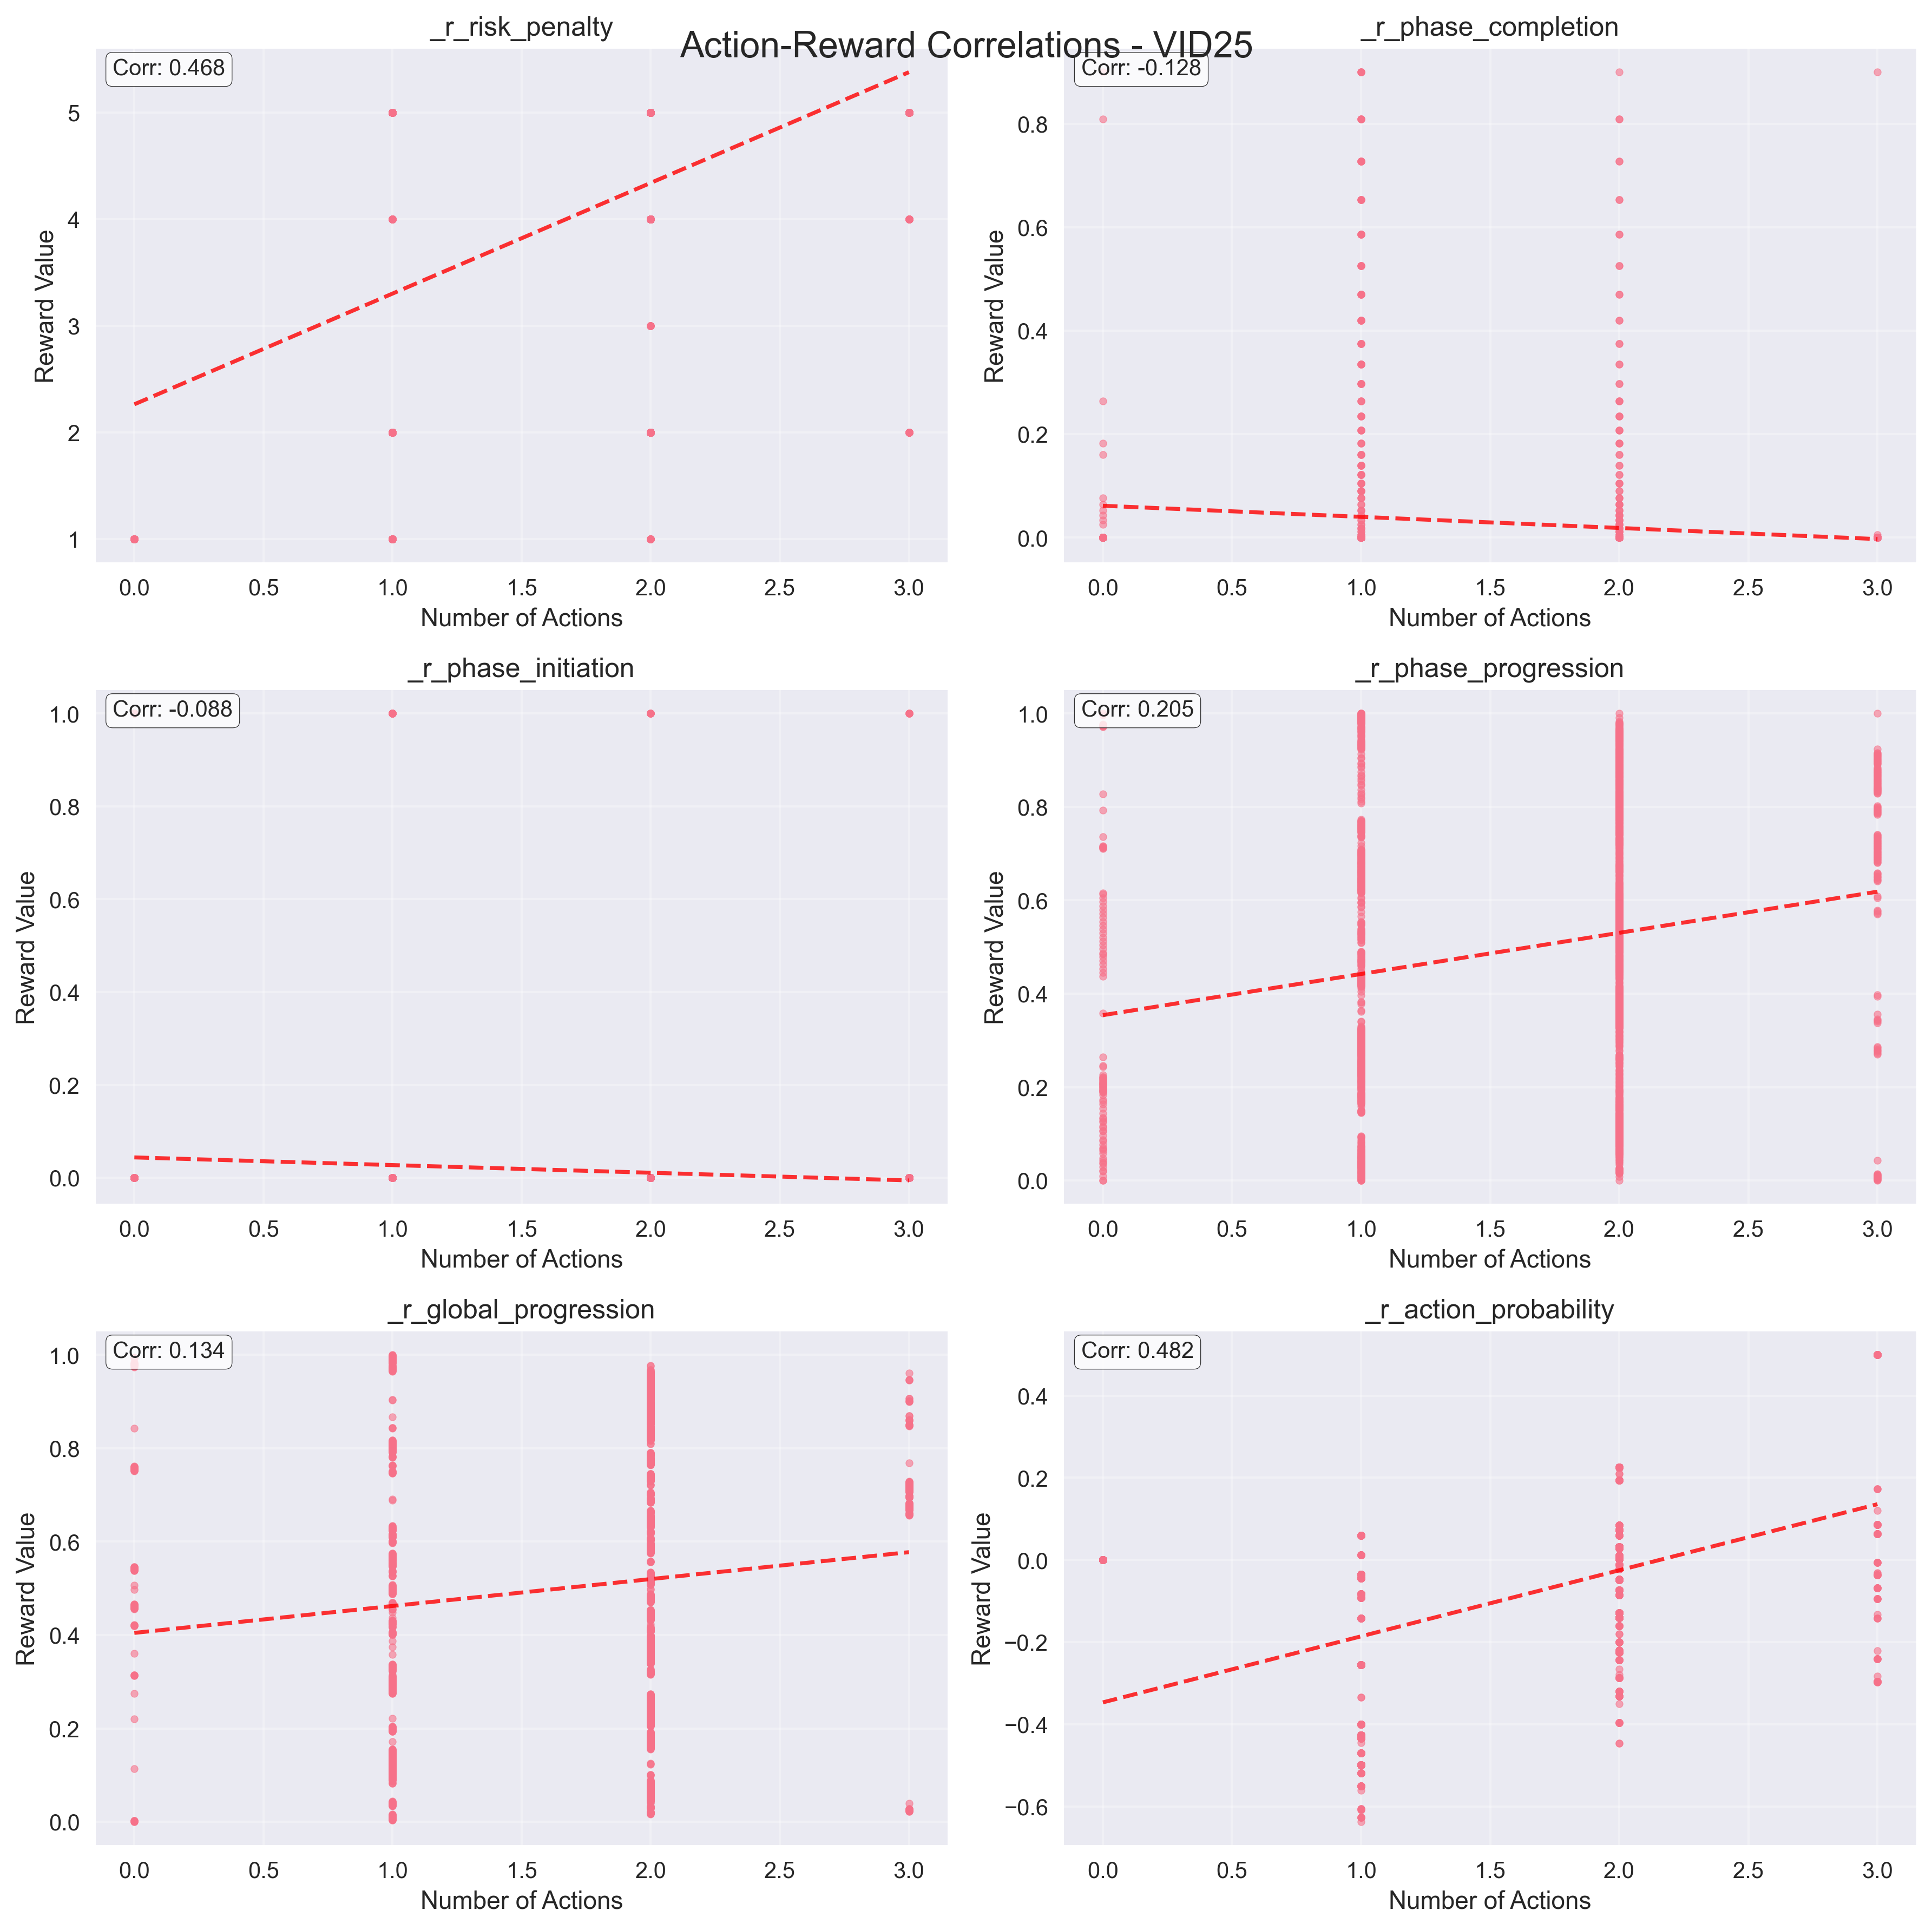 Action-Reward Correlations - VID25
_r_risk_penalty
Corr: 0.468
Reward Value
5
4
3
2
1
0.0 0.5 1.0 1.5 2.0 2.5 3.0
Number of Actions
_r_phase_completion
Corr: -0.128
Reward Value
0.8
0.6
0.4
0.2
0.0
0.0 0.5 1.0 1.5 2.0 2.5 3.0
Number of Actions
_r_phase_initiation
Corr: -0.088
Reward Value
1.0
0.8
0.6
0.4
0.2
0.0
0.0 0.5 1.0 1.5 2.0 2.5 3.0
Number of Actions
_r_phase_progression
Corr: 0.205
Reward Value
1.0
0.8
0.6
0.4
0.2
0.0
0.0 0.5 1.0 1.5 2.0 2.5 3.0
Number of Actions
_r_global_progression
Corr: 0.134
Reward Value
1.0
0.8
0.6
0.4
0.2
0.0
0.0 0.5 1.0 1.5 2.0 2.5 3.0
Number of Actions
_r_action_probability
Corr: 0.482
Reward Value
0.4
0.2
0.0
−0.2
−0.4
−0.6
0.0 0.5 1.0 1.5 2.0 2.5 3.0
Number of Actions